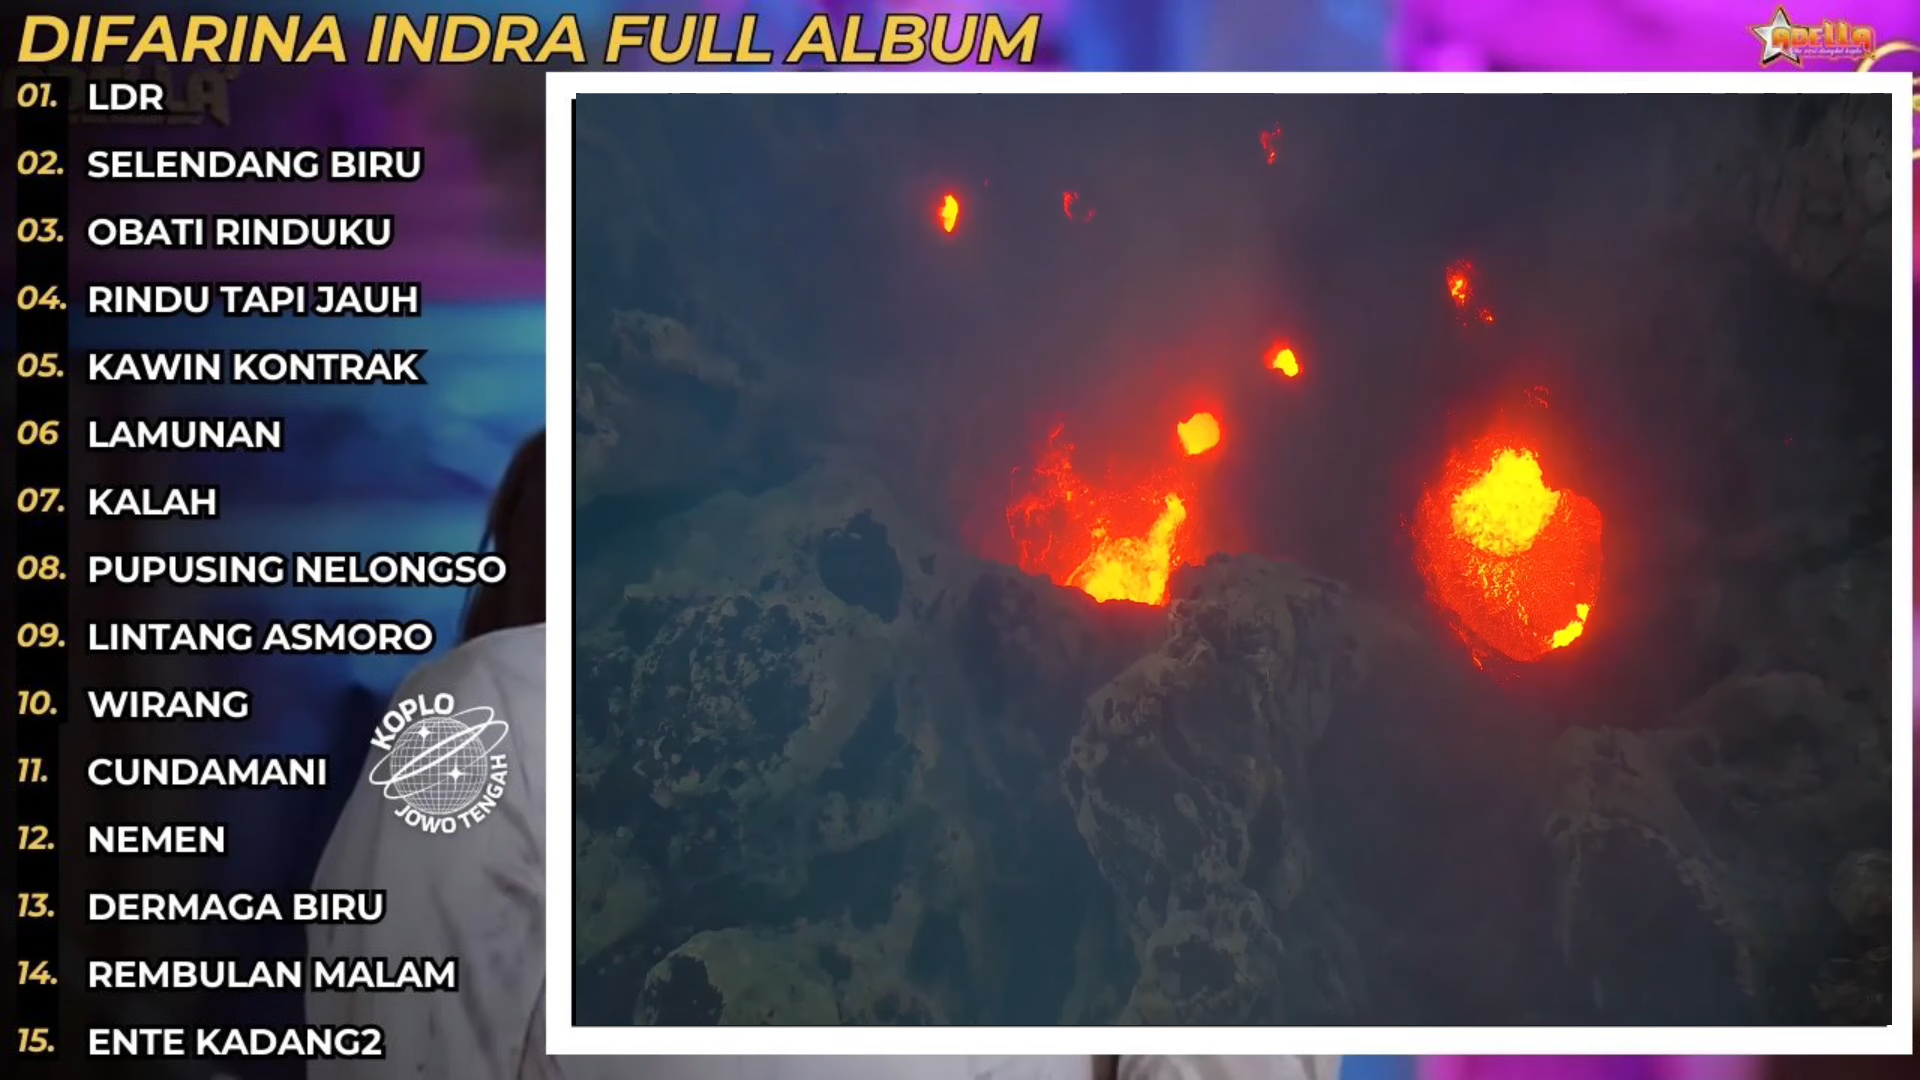 DIFARINA INDRA FULL ALBUM
ADELLA
01. LDR
02. SELENDANG BIRU
03. OBATI RINDUKU
04. RINDU TAPI JAUH
05. KAWIN KONTRAK
06 LAMUNAN
07. KALAH
08. PUPUSING NELONGSO
09. LINTANG ASMORO
10. WIRANG
11. CUNDAMANI
12. NEMEN
13. DERMAGA BIRU
14. REMBULAN MALAM
15. ENTE KADANG2
KOPLO
JOWO TENGAH